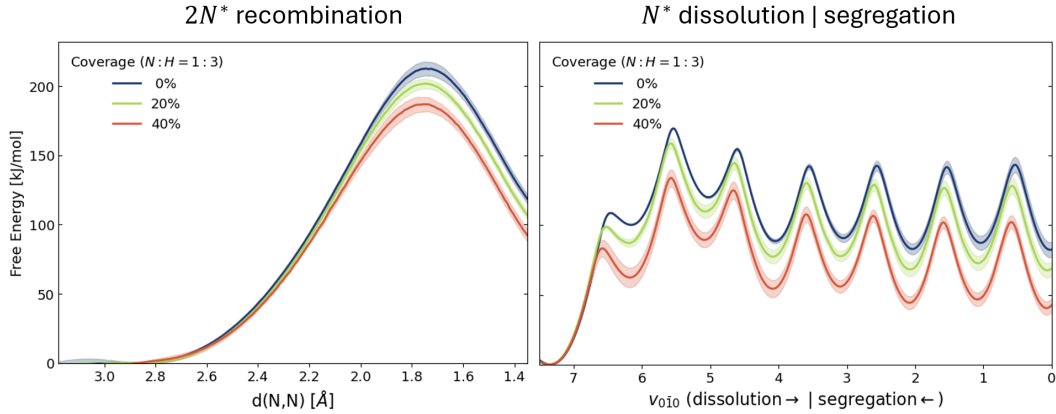 2N* recombination
N* dissolution | segregation
Free Energy [kJ/mol]
200
150
100
50
0
Coverage (N : H = 1 : 3)
0%
20%
40%
3.0 2.8 2.6 2.4 2.2 2.0 1.8 1.6 1.4
d(N,N) [Å]
Coverage (N : H = 1 : 3)
0%
20%
40%
7 6 5 4 3 2 1 0
v01̄0 (dissolution→ | segregation←)